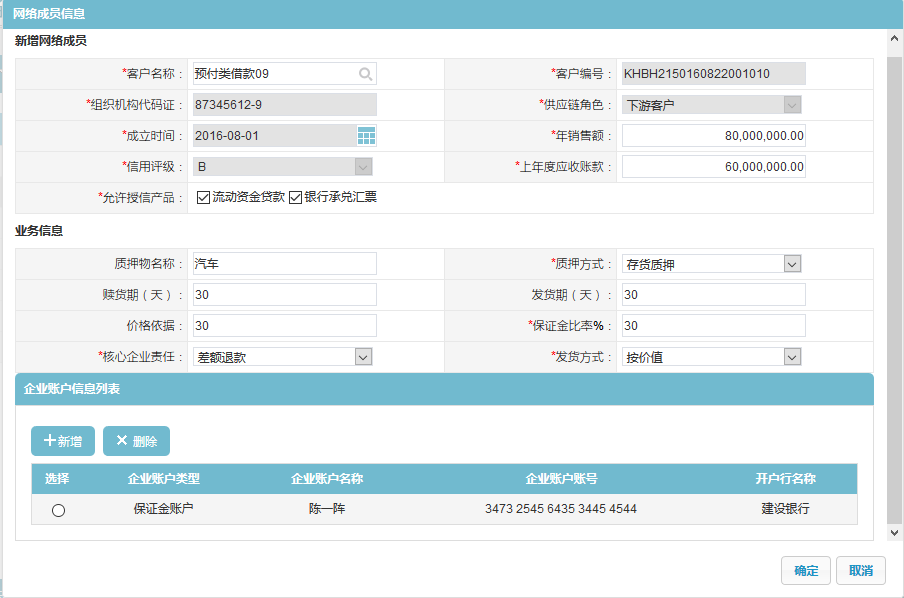 网络成员信息
新增网络成员
*客户名称： 预付类借款09 *客户编号： KHBH2150160822001010
*组织机构代码证： 87345612-9 *供应链角色： 下游客户
*成立时间： 2016-08-01 *年销售额： 80,000,000.00
*信用评级： B *上年度应收账款： 60,000,000.00
*允许授信产品： 流动资金贷款 银行承兑汇票
业务信息
质押物名称： 汽车 *质押方式： 存货质押
赎货期（天）： 30 发货期（天）： 30
价格依据： 30 *保证金比率%： 30
*核心企业责任： 差额退款 *发货方式： 按价值
企业账户信息列表
新增 删除
选择 企业账户类型 企业账户名称 企业账户账号 开户行名称
保证金账户 陈一阵 3473 2545 6435 3445 4544 建设银行
确定 取消